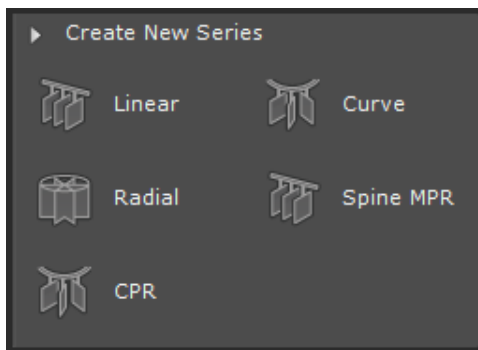 Create New Series
Linear
Curve
Radial
Spine MPR
CPR